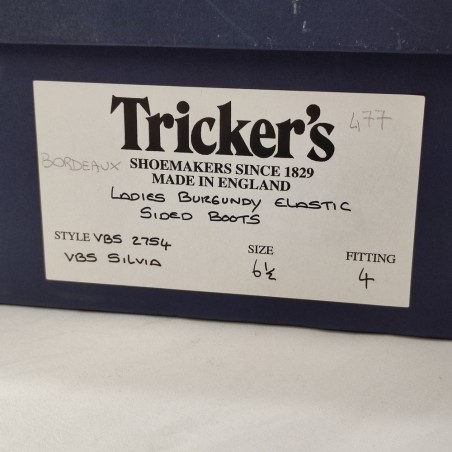 Tricker's
477
BORDEAUX
SHOEMAKERS SINCE 1829
MADE IN ENGLAND
LADIES BURGUNDY ELASTIC
SIDED BOOTS
STYLE VBS 2754
VBS SILVIA
SIZE
6½
FITTING
4